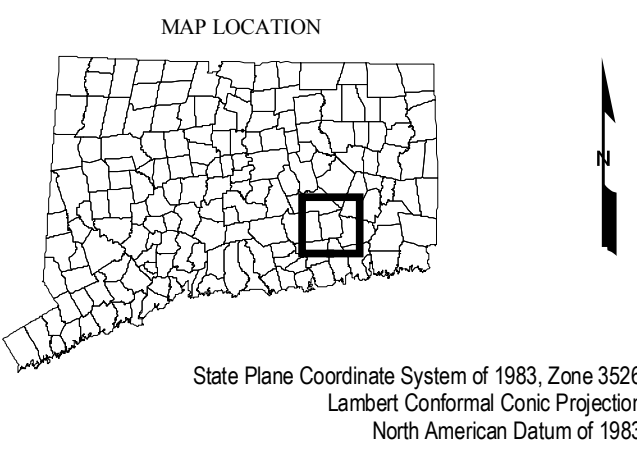 MAP LOCATION
N
State Plane Coordinate System of 1983, Zone 3526
Lambert Conformal Conic Projection
North American Datum of 1983